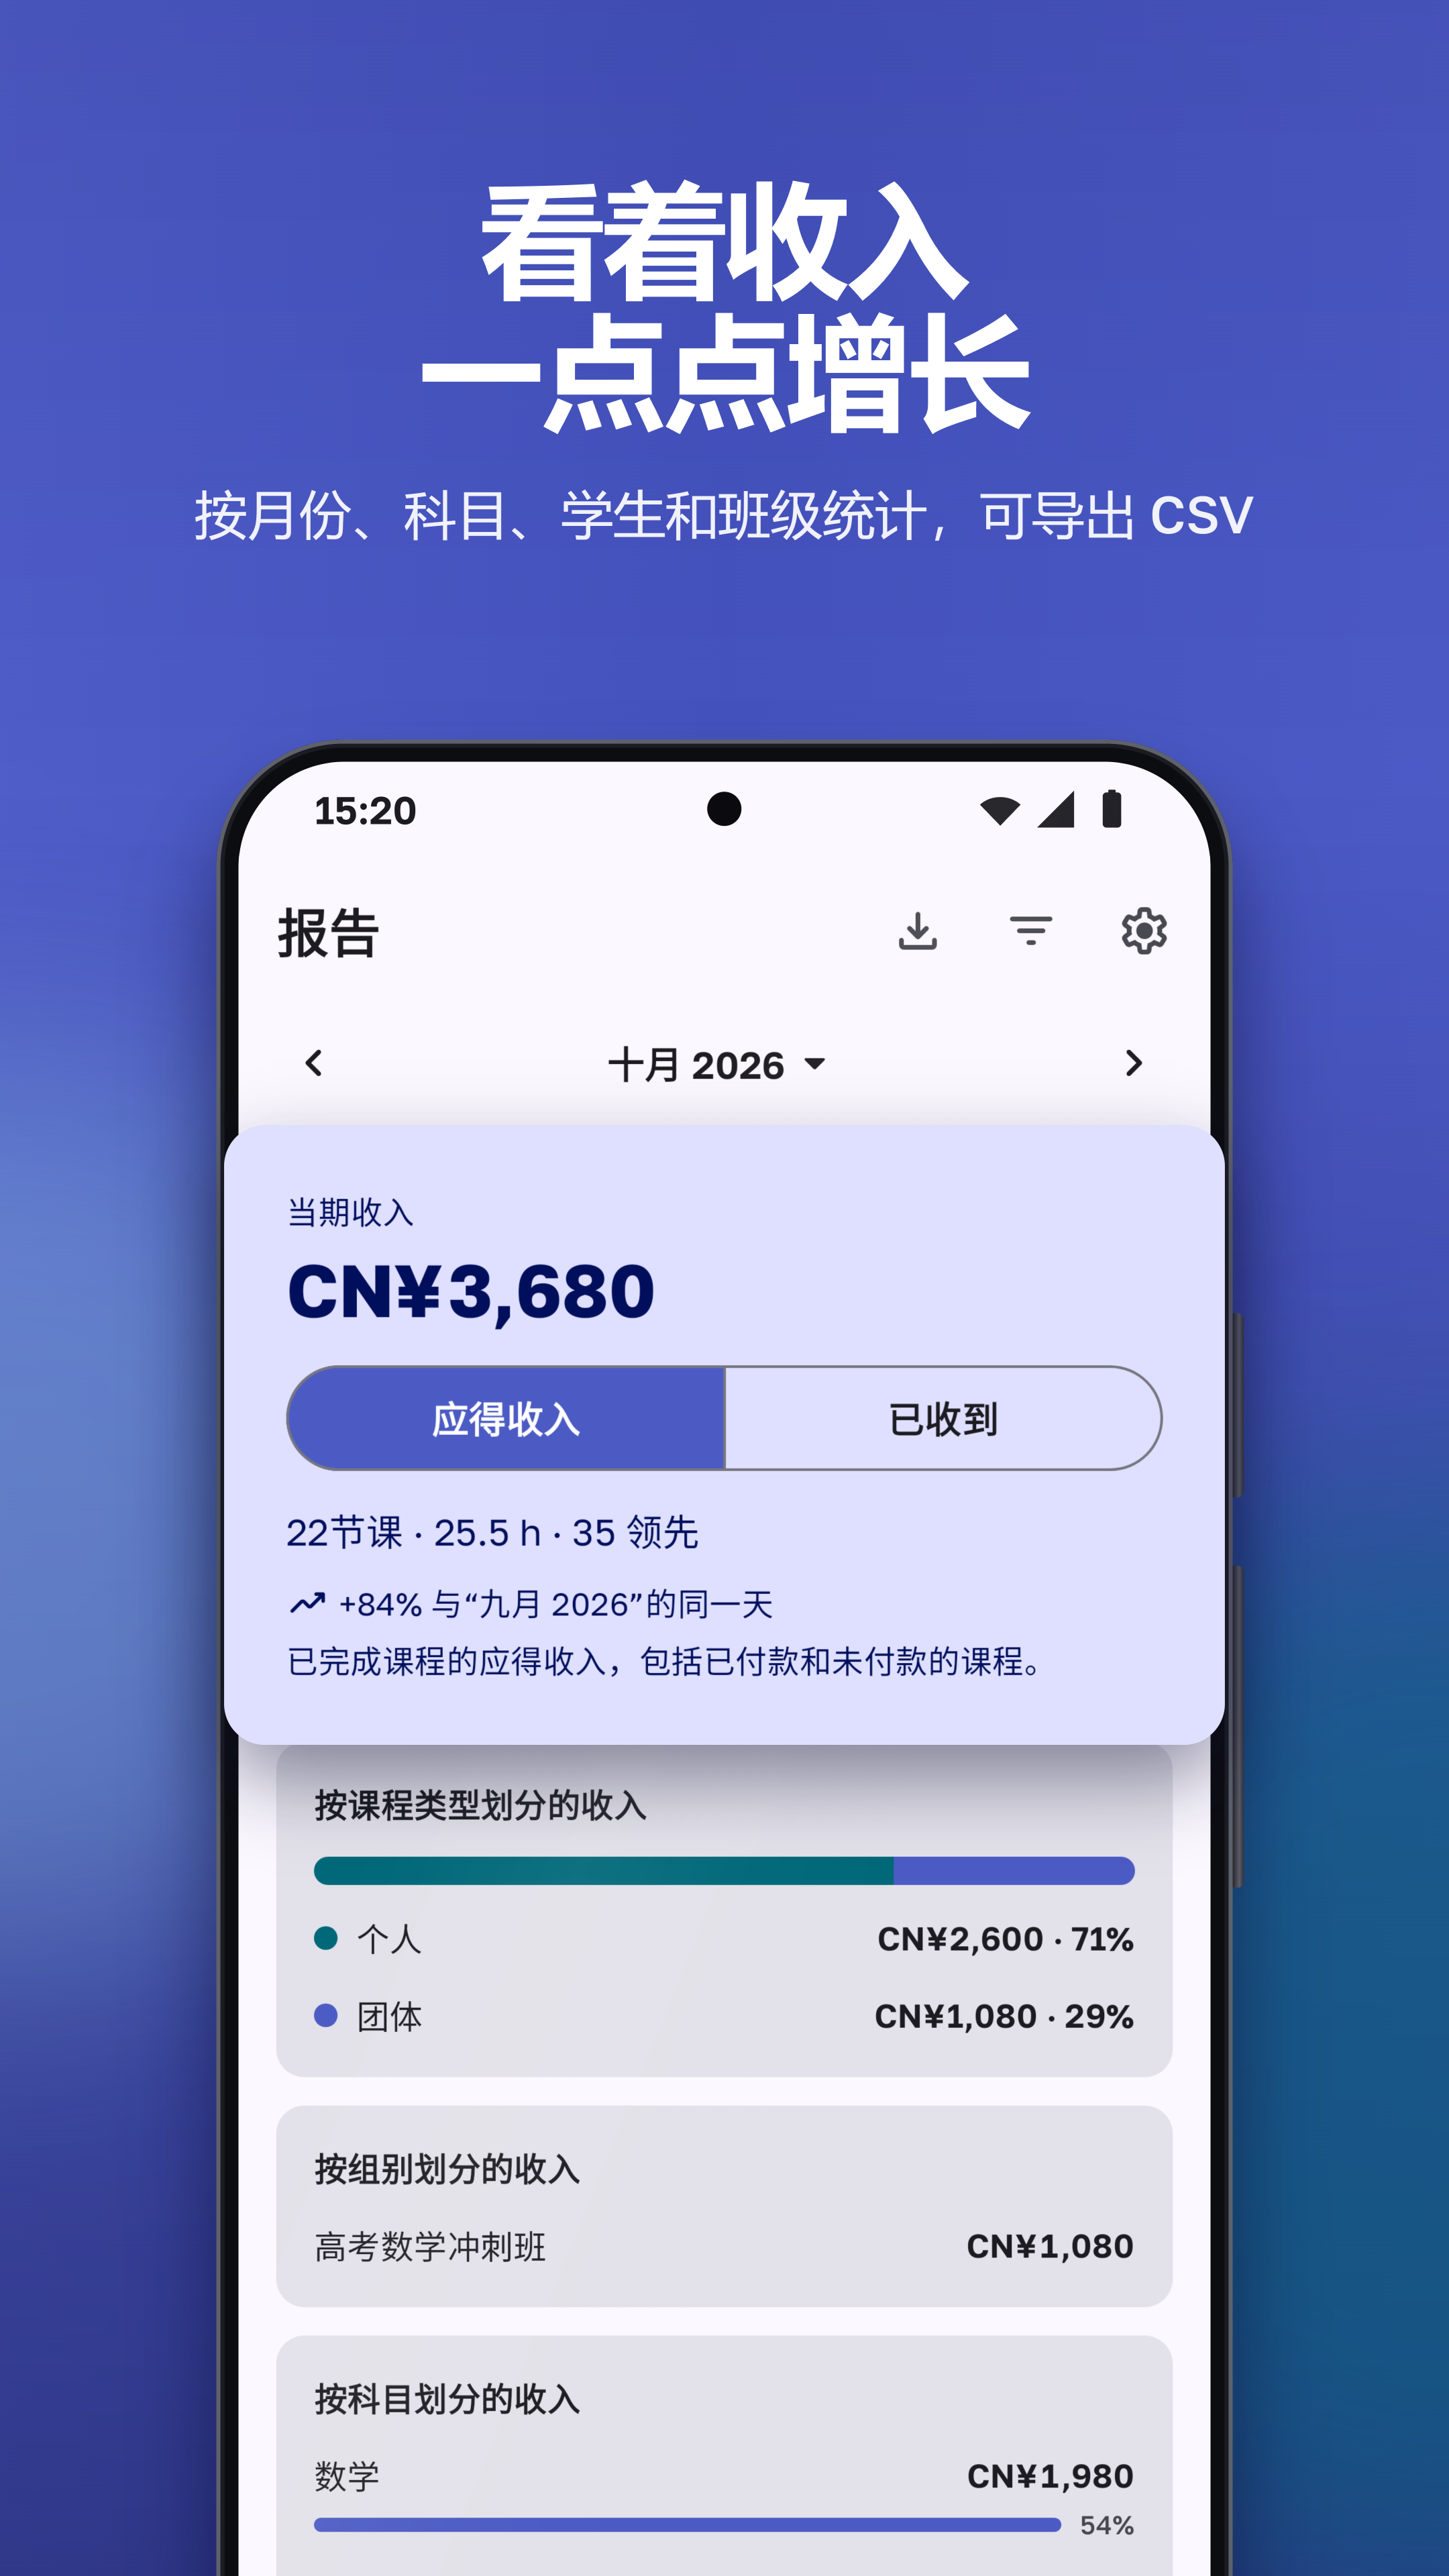 看着收入
一点点增长
按月份、科目、学生和班级统计，可导出 CSV
15:20
报告
十月 2026
当期收入
CN¥3,680
应得收入 已收到
22节课 · 25.5 h · 35 领先
+84% 与“九月 2026”的同一天
已完成课程的应得收入，包括已付款和未付款的课程。
按课程类型划分的收入
个人 CN¥2,600 · 71%
团体 CN¥1,080 · 29%
按组别划分的收入
高考数学冲刺班 CN¥1,080
按科目划分的收入
数学 CN¥1,980
54%